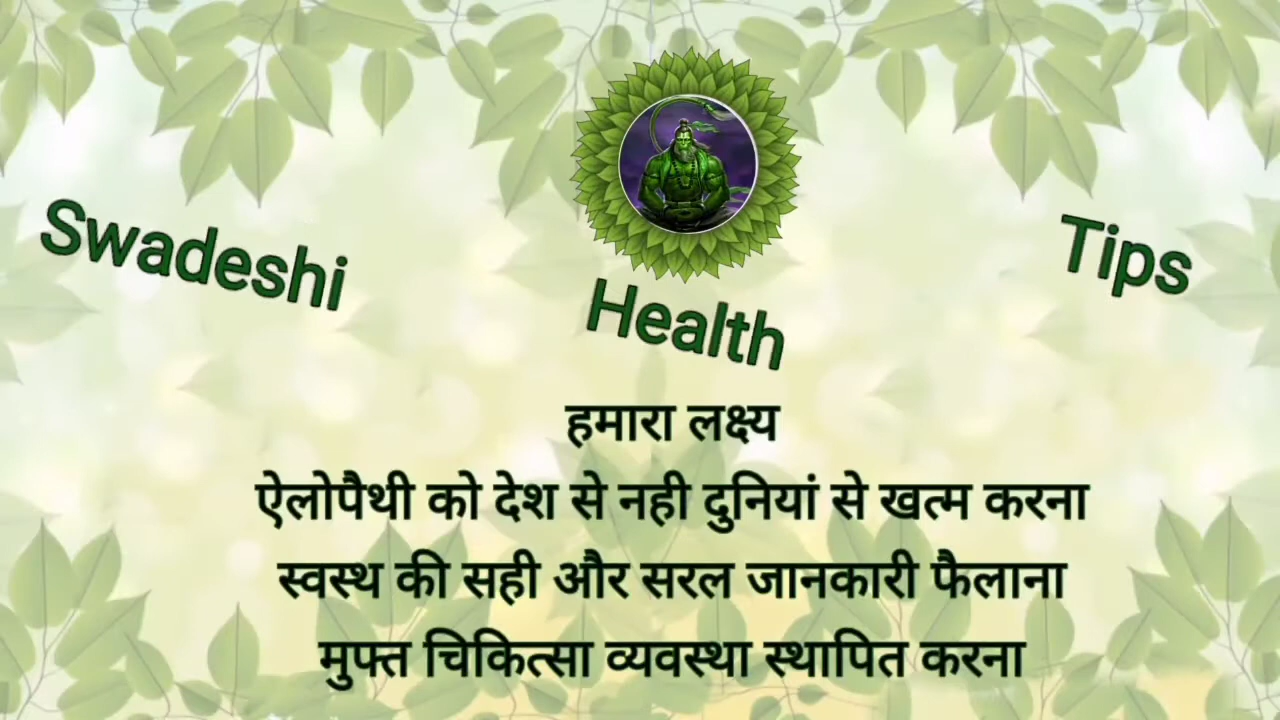 Swadeshi
Health
Tips
हमारा लक्ष्य
ऐलोपैथी को देश से नही दुनियां से खत्म करना
स्वस्थ की सही और सरल जानकारी फैलाना
मुफ्त चिकित्सा व्यवस्था स्थापित करना